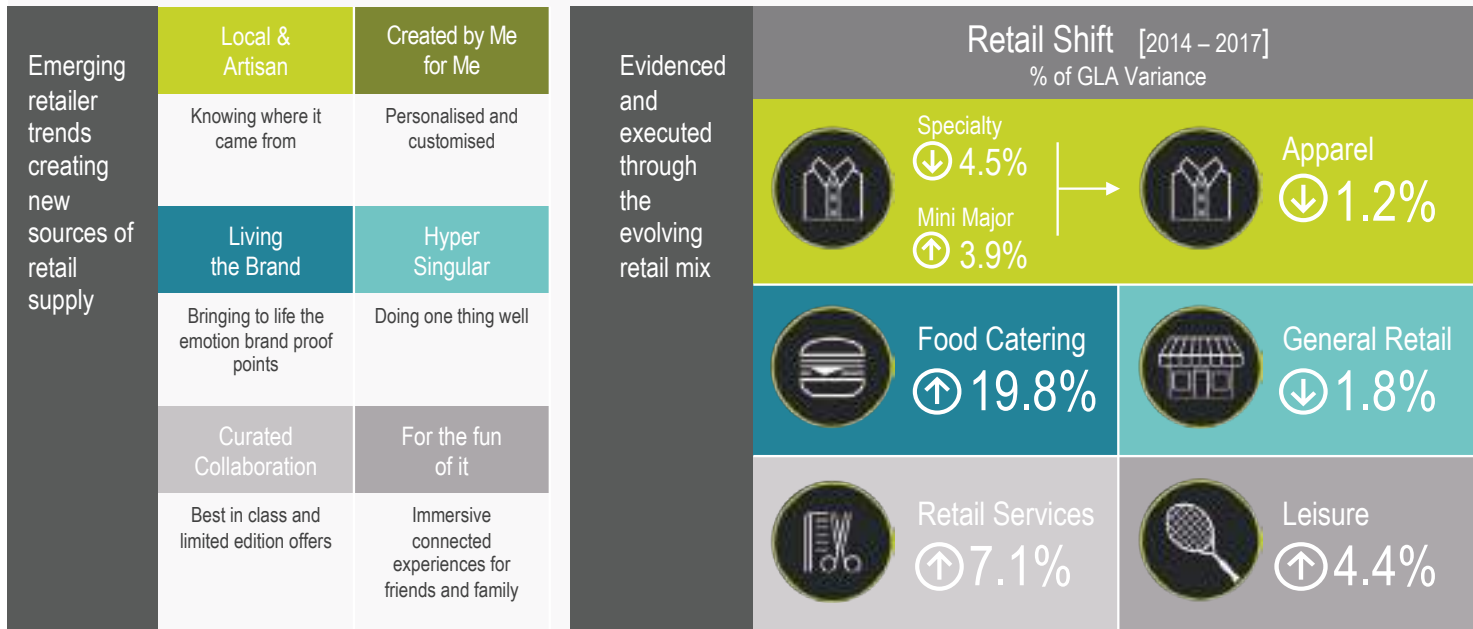 Emerging
retailer
trends
creating
new
sources of
retail
supply
Local &
Artisan
Created by Me
for Me
Knowing where it
came from
Personalised and
customised
Living
the Brand
Hyper
Singular
Bringing to life the
emotion brand proof
points
Doing one thing well
Curated
Collaboration
For the fun
of it
Best in class and
limited edition offers
Immersive
connected
experiences for
friends and family
Evidenced
and
executed
through
the
evolving
retail mix
Retail Shift [2014 – 2017]
% of GLA Variance
Specialty
4.5%
Mini Major
3.9%
Apparel
1.2%
Food Catering
19.8%
General Retail
1.8%
Retail Services
7.1%
Leisure
4.4%